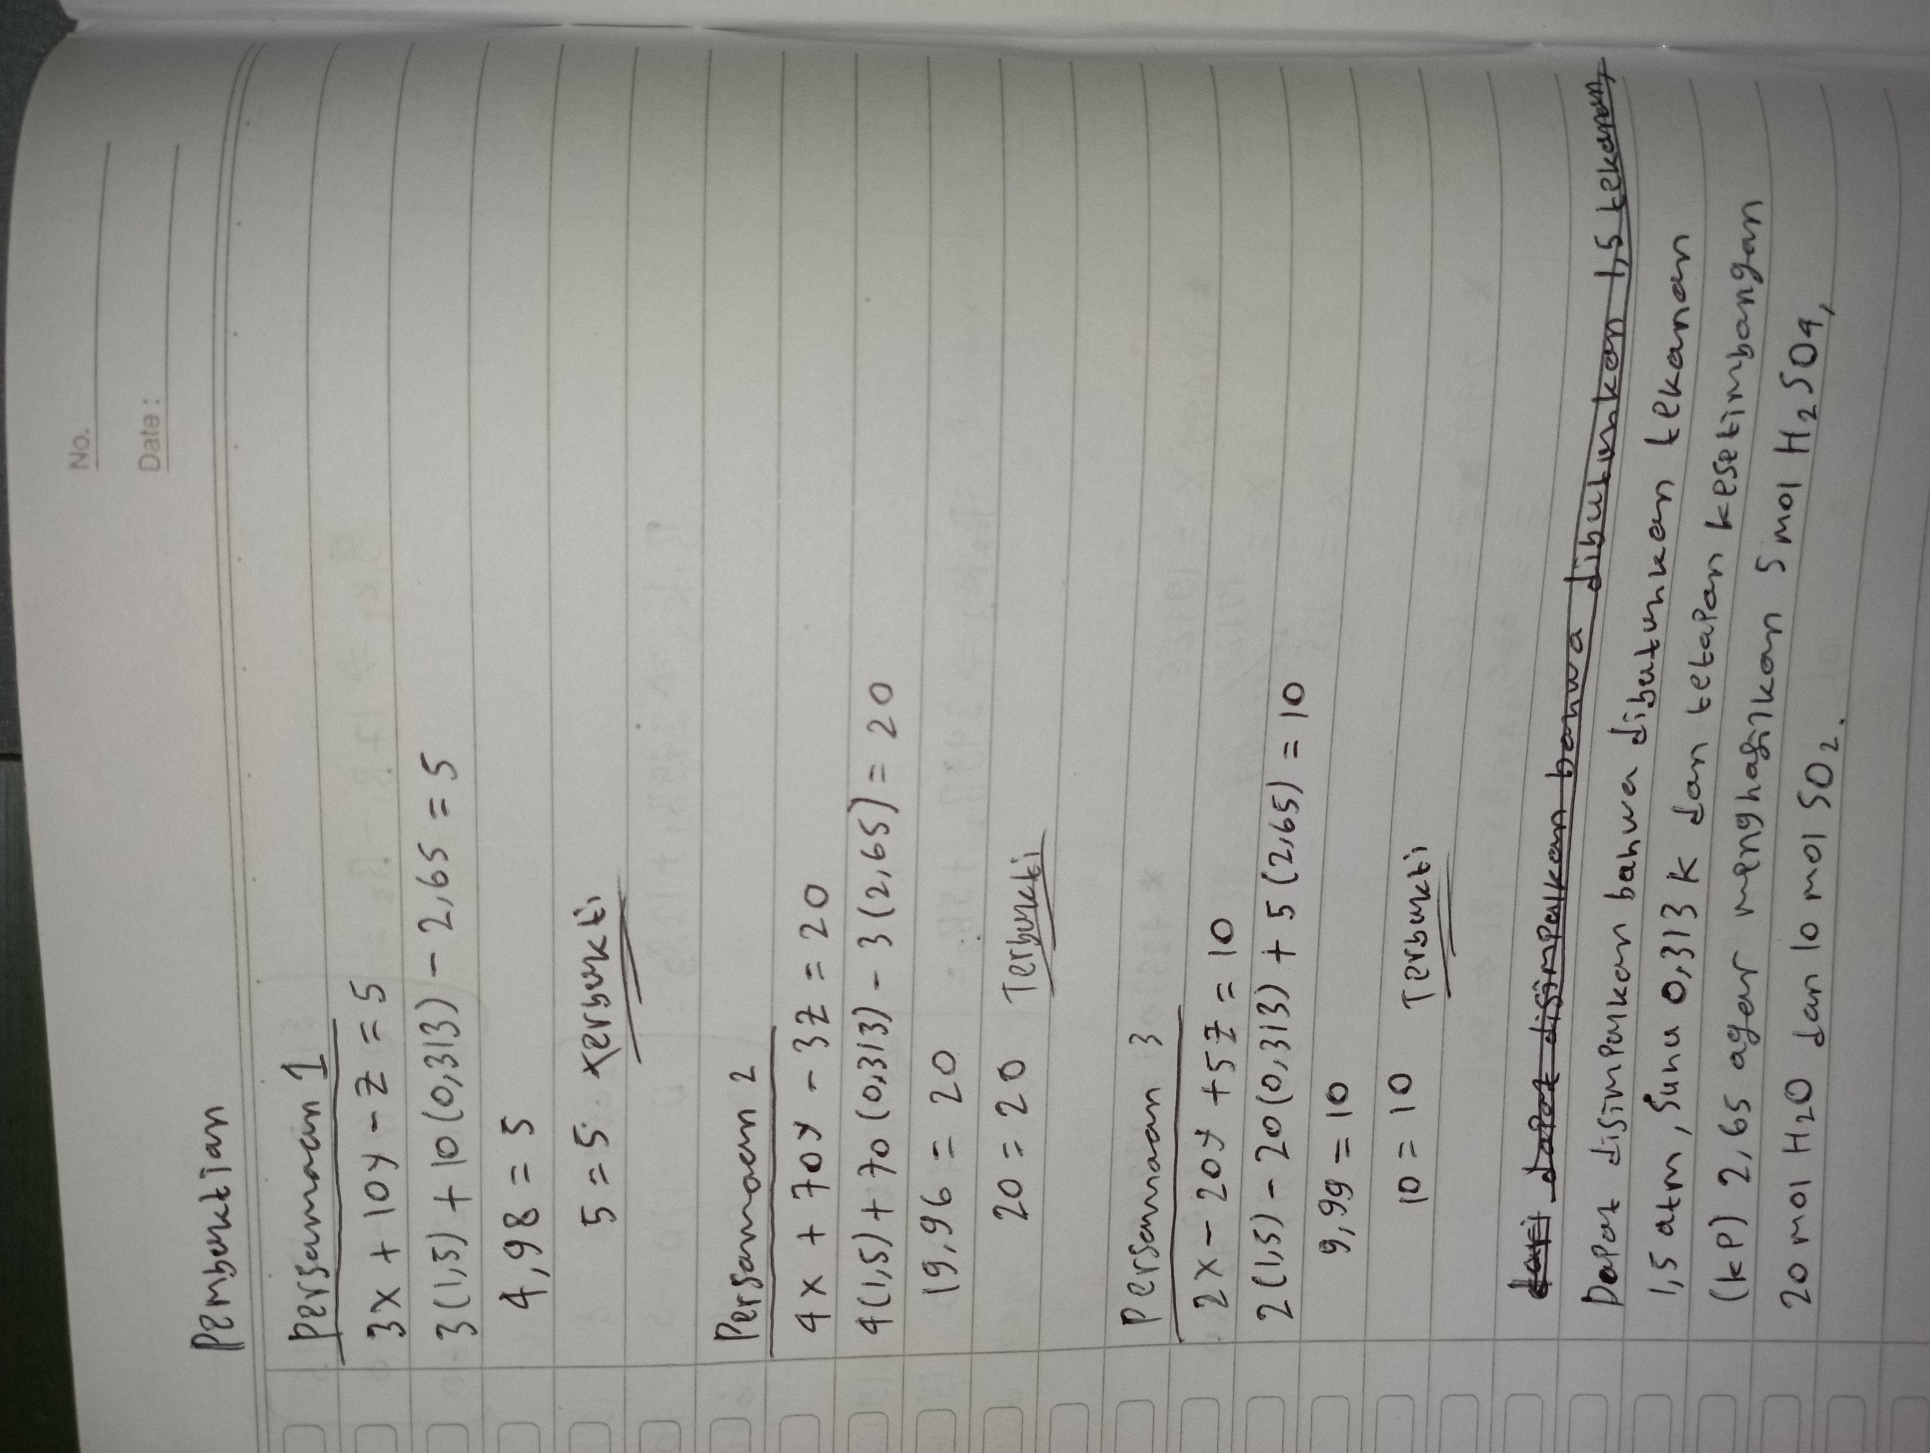 No.
Date:
Pembuktian
Persamaan 1
3x + 10y - z = 5
3(1,5) + 10(0,313) - 2,65 = 5
4,98 = 5
5 = 5. terbukti
Persamaan 2
4x + 70y - 3z = 20
4(1,5) + 70(0,313) - 3(2,65) = 20
19,96 = 20
20 = 20 Terbukti
Persamaan 3
2x - 20y + 5z = 10
2(1,5) - 20(0,313) + 5(2,65) = 10
9,99 = 10
10 = 10 Terbukti
dari dapat disimpulkan bahwa dibutuhkan 1,5 tekanan,
Dapat disimpulkan bahwa dibutuhkan tekanan
1,5 atm, Suhu 0,313 K dan tetapan kesetimbangan
(kP) 2,65 agar menghasilkan 5 mol H2SO4,
20 mol H2O dan 10 mol SO2.